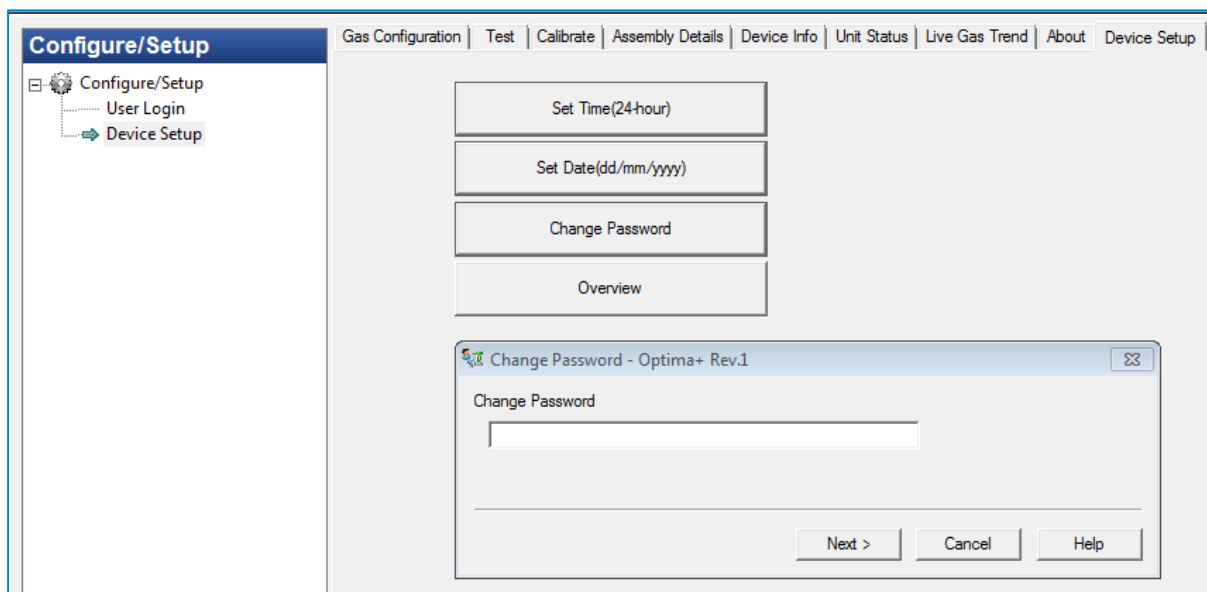 Configure/Setup
Configure/Setup
User Login
Device Setup
Gas Configuration Test Calibrate Assembly Details Device Info Unit Status Live Gas Trend About Device Setup
Set Time(24-hour)
Set Date(dd/mm/yyyy)
Change Password
Overview
Change Password - Optima+ Rev.1
Change Password
Next > Cancel Help